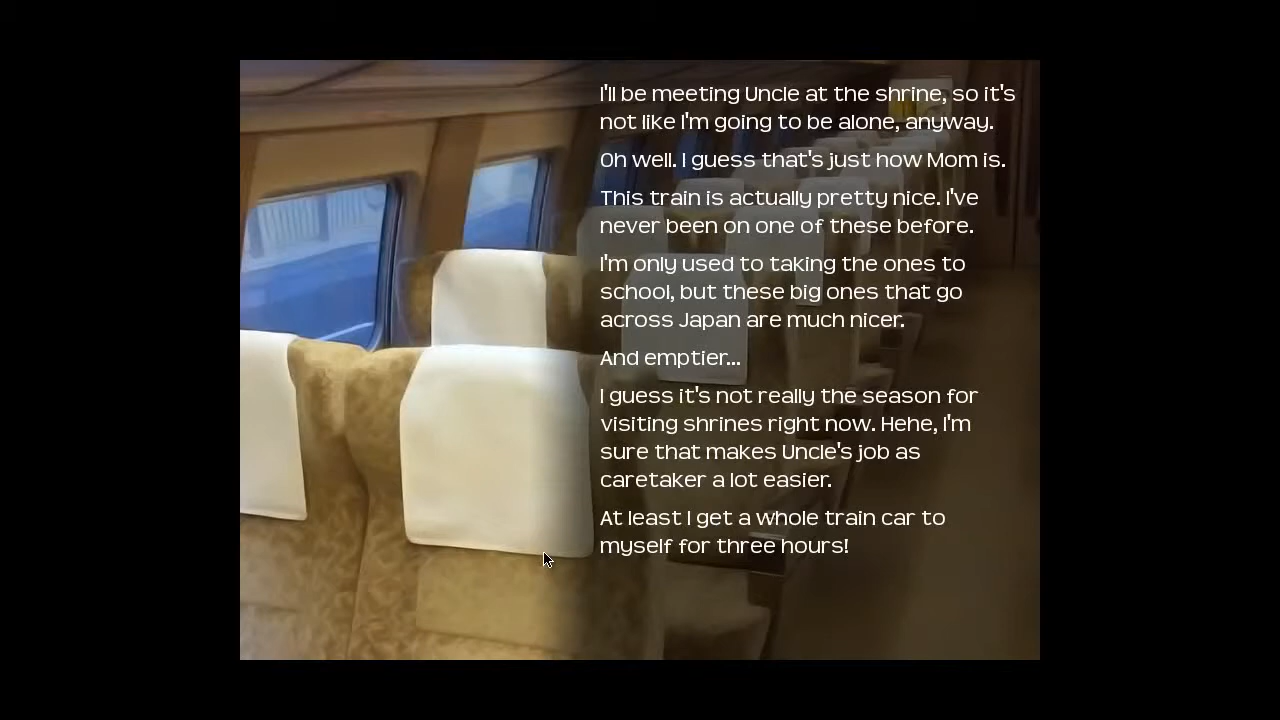 I'll be meeting Uncle at the shrine, so it's
not like I'm going to be alone, anyway.
Oh well. I guess that's just how Mom is.
This train is actually pretty nice. I've
never been on one of these before.
I'm only used to taking the ones to
school, but these big ones that go
across Japan are much nicer.
And emptier...
I guess it's not really the season for
visiting shrines right now. Hehe, I'm
sure that makes Uncle's job as
caretaker a lot easier.
At least I get a whole train car to
myself for three hours!